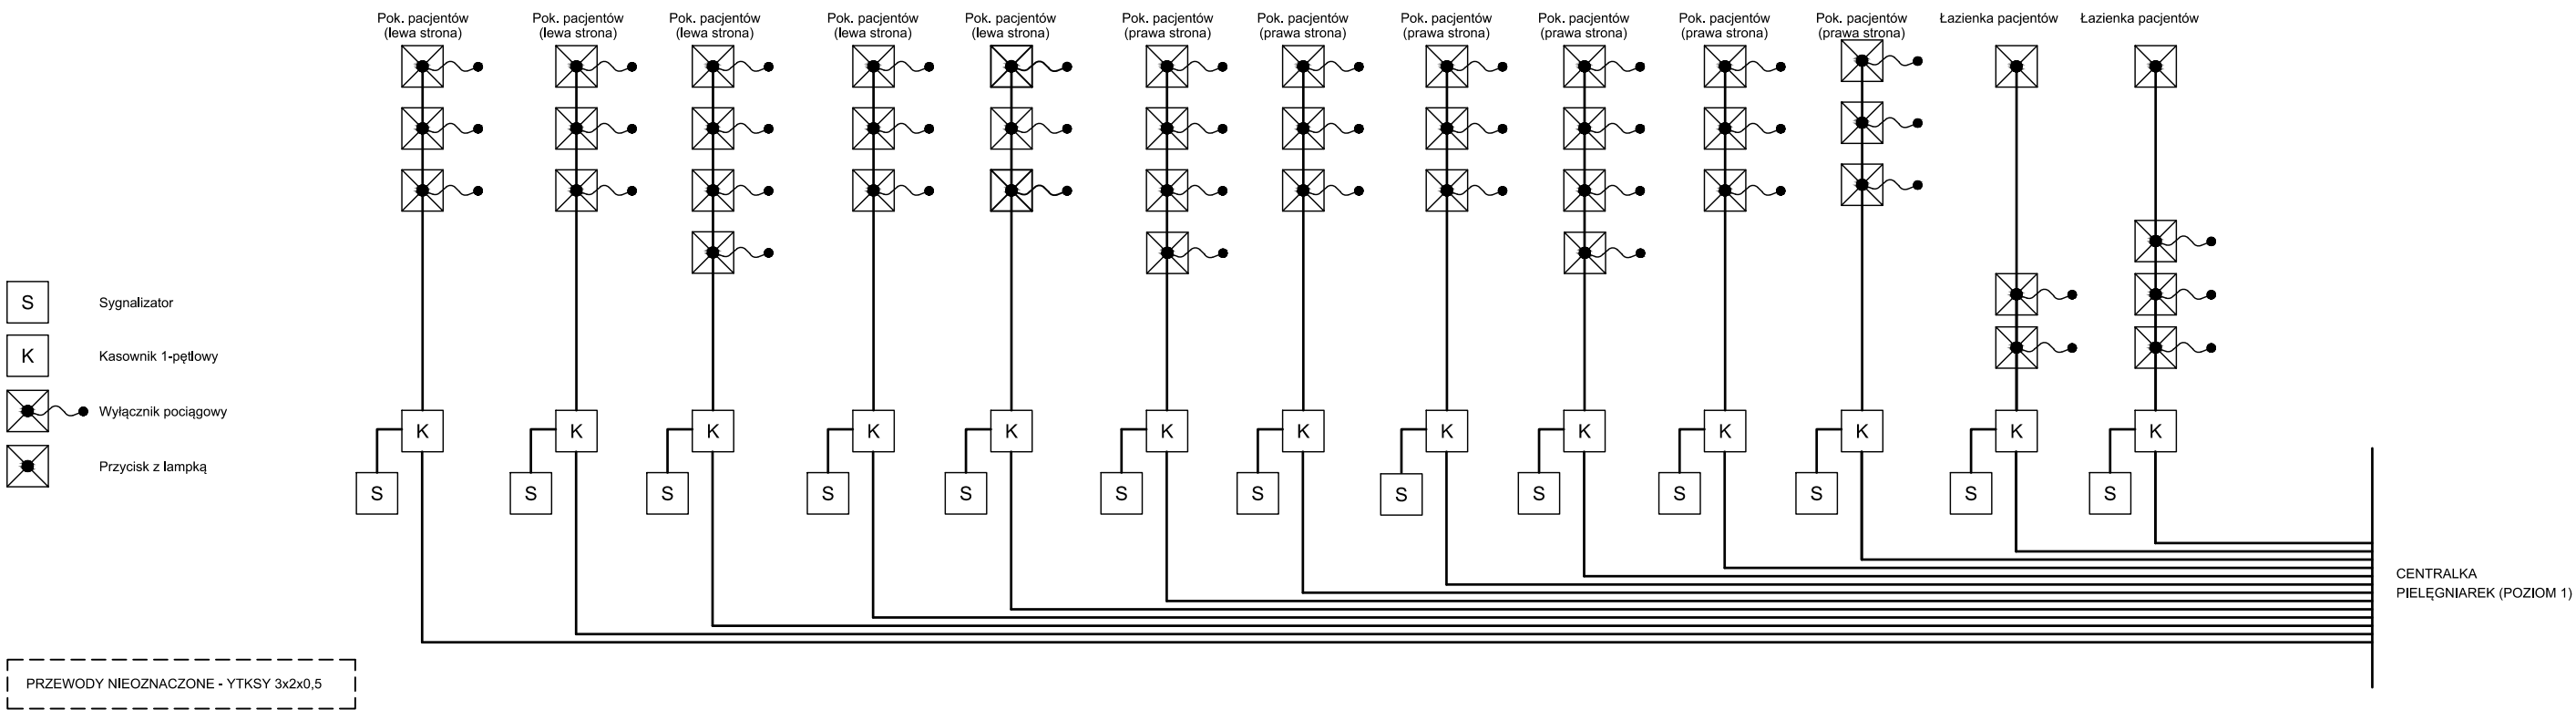 Pok. pacjentów
(lewa strona)
Pok. pacjentów
(lewa strona)
Pok. pacjentów
(lewa strona)
Pok. pacjentów
(lewa strona)
Pok. pacjentów
(lewa strona)
Pok. pacjentów
(prawa strona)
Pok. pacjentów
(prawa strona)
Pok. pacjentów
(prawa strona)
Pok. pacjentów
(prawa strona)
Pok. pacjentów
(prawa strona)
Pok. pacjentów
(prawa strona)
Łazienka pacjentów
Łazienka pacjentów
S Sygnalizator
K Kasownik 1-pętlowy
Wyłącznik pociągowy
Przycisk z lampką
K K K K K K K K K K K K K
S S S S S S S S S S S S S
CENTRALKA
PIELĘGNIAREK (POZIOM 1)
PRZEWODY NIEOZNACZONE - YTKSY 3x2x0,5